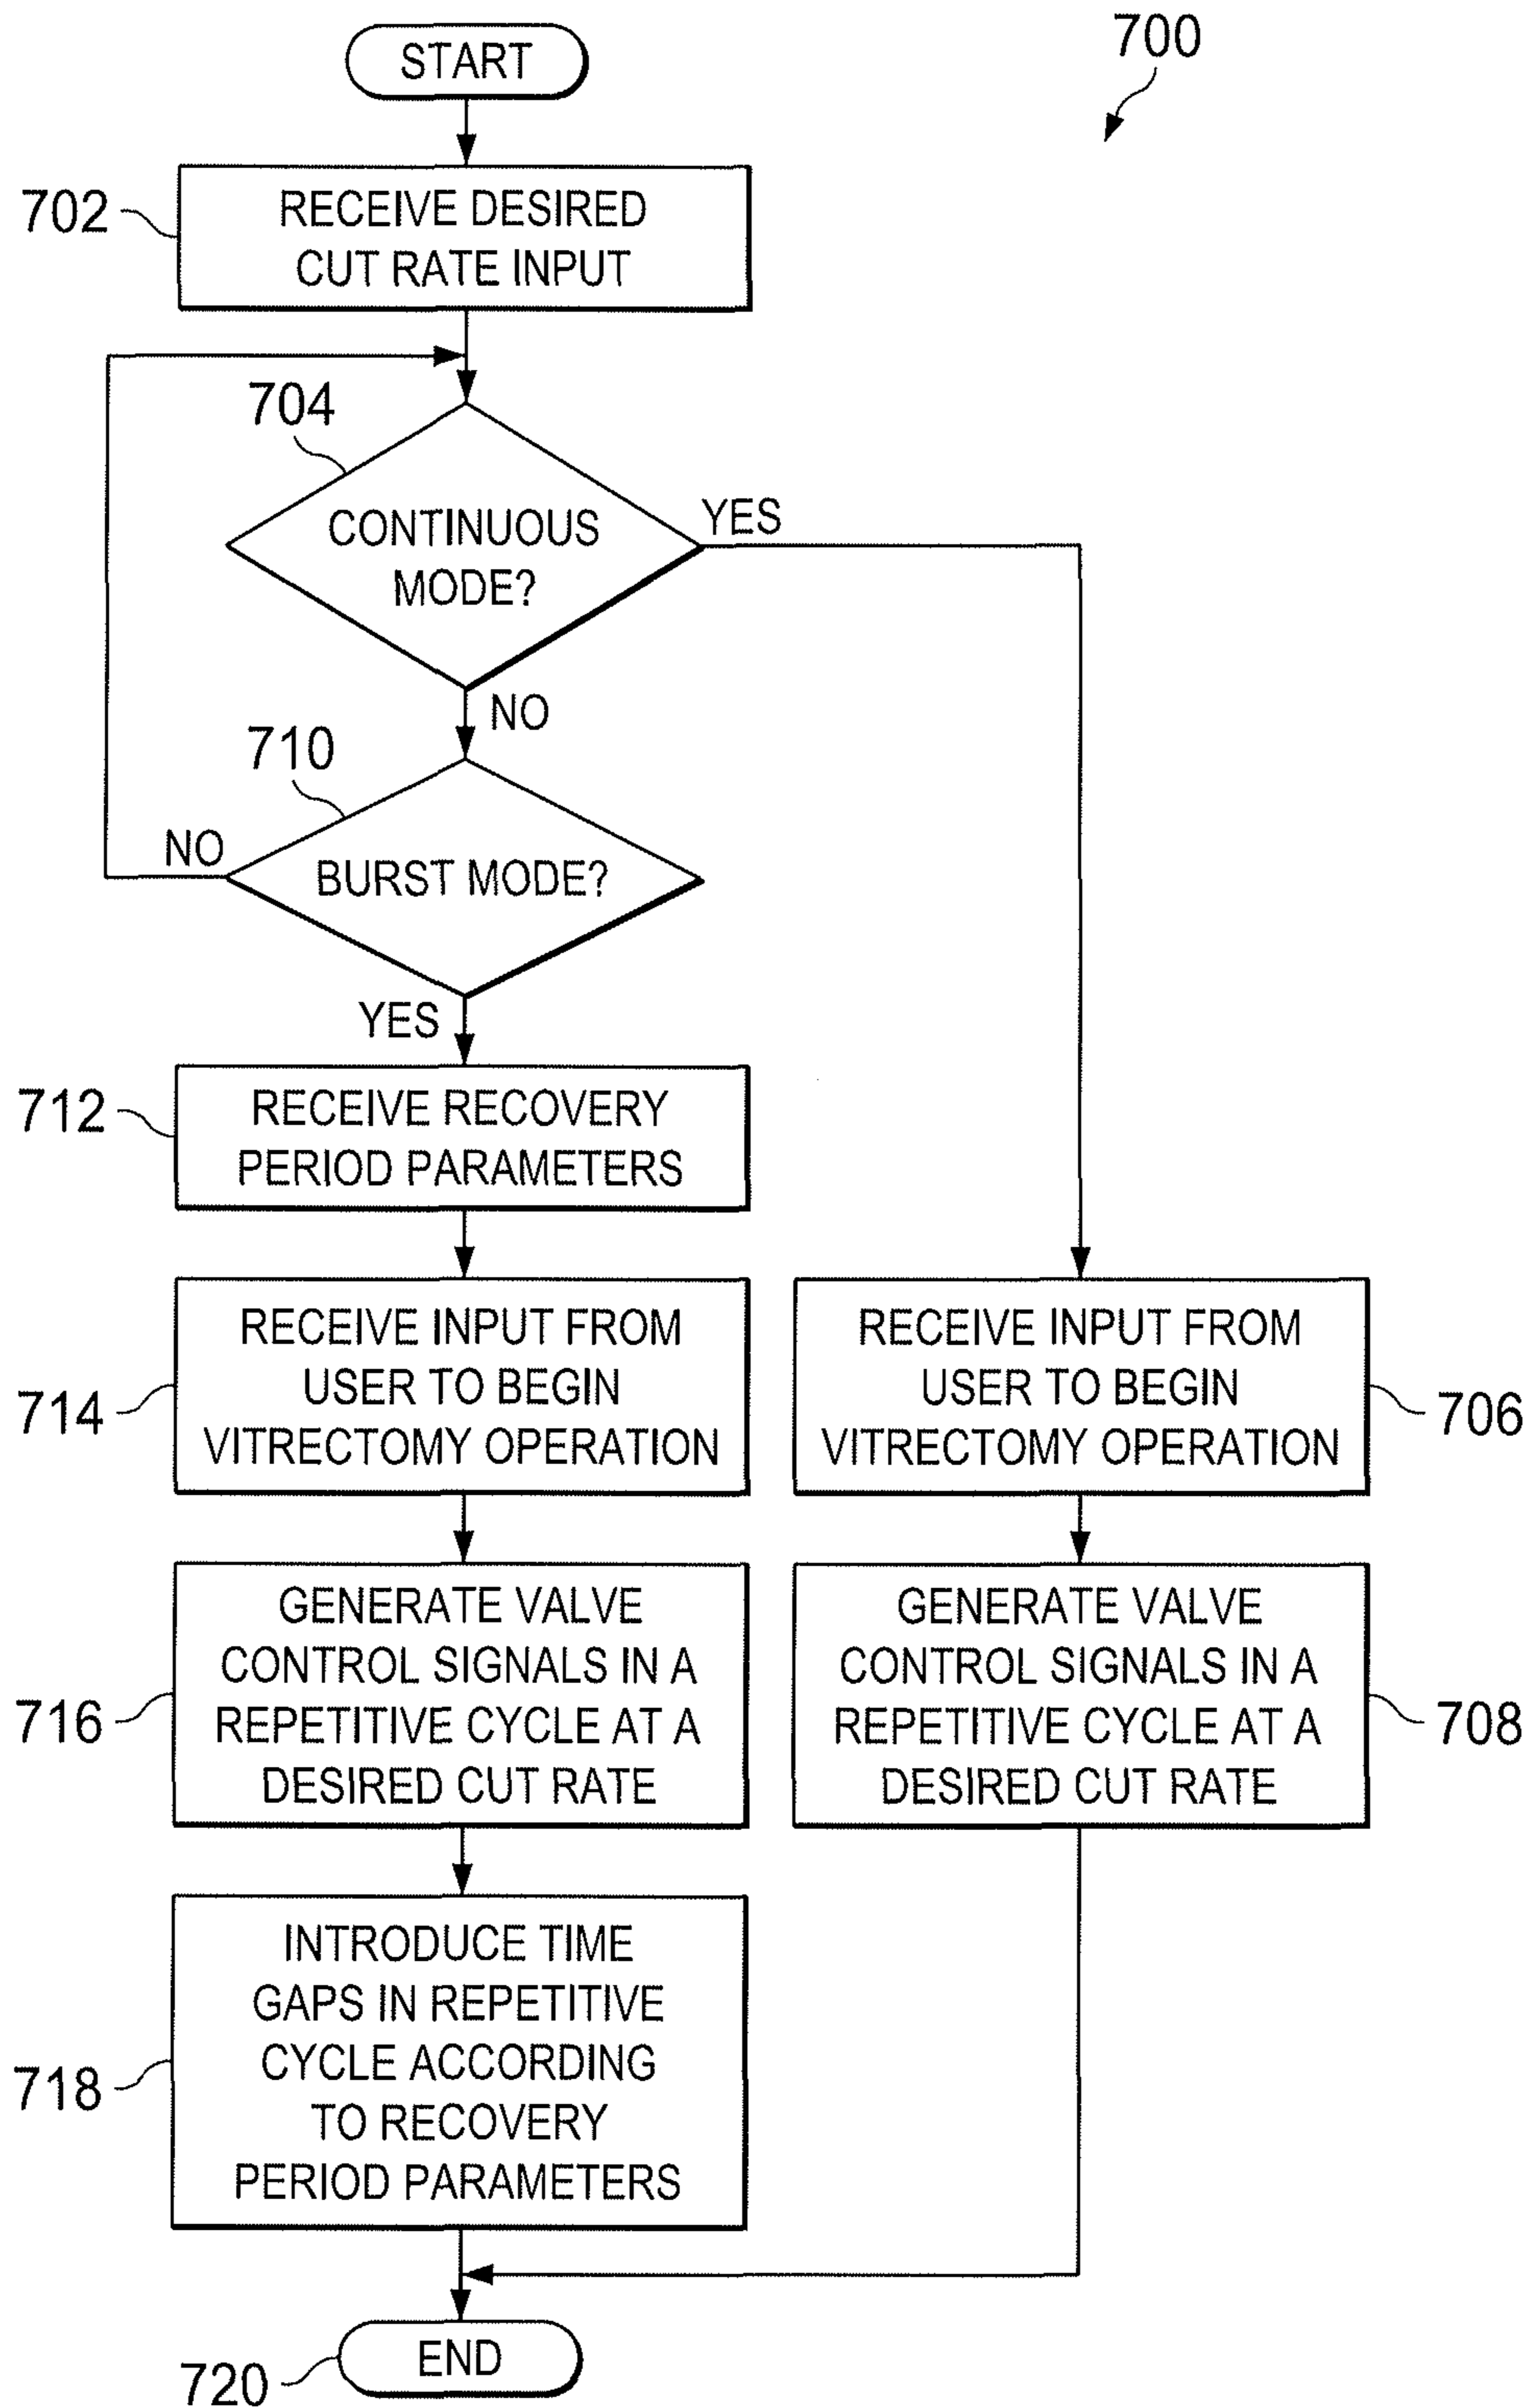 START
700
702
RECEIVE DESIRED
CUT RATE INPUT
704
CONTINUOUS
MODE?
YES
NO
710
NO
BURST MODE?
YES
712
RECEIVE RECOVERY
PERIOD PARAMETERS
714
RECEIVE INPUT FROM
USER TO BEGIN
VITRECTOMY OPERATION
RECEIVE INPUT FROM
USER TO BEGIN
VITRECTOMY OPERATION
706
716
GENERATE VALVE
CONTROL SIGNALS IN A
REPETITIVE CYCLE AT A
DESIRED CUT RATE
GENERATE VALVE
CONTROL SIGNALS IN A
REPETITIVE CYCLE AT A
DESIRED CUT RATE
708
718
INTRODUCE TIME
GAPS IN REPETITIVE
CYCLE ACCORDING
TO RECOVERY
PERIOD PARAMETERS
720
END